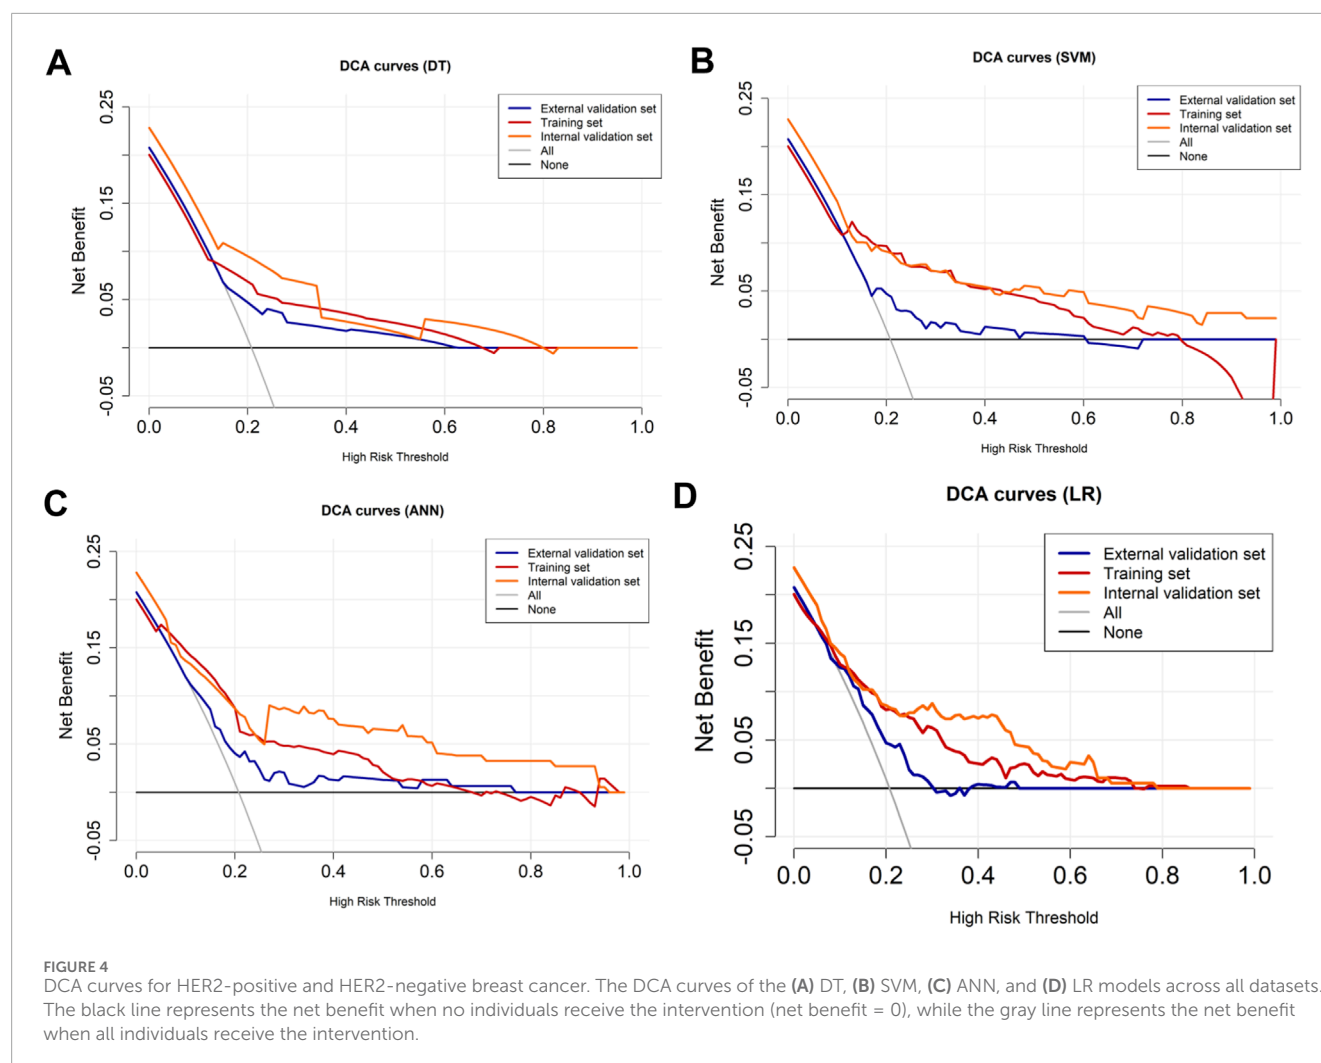 A
DCA curves (DT)
External validation set
Training set
Internal validation set
All
None
Net Benefit
0.25
0.15
0.05
-0.05
0.0 0.2 0.4 0.6 0.8 1.0
High Risk Threshold
B
DCA curves (SVM)
External validation set
Training set
Internal validation set
All
None
Net Benefit
0.25
0.15
0.05
-0.05
0.0 0.2 0.4 0.6 0.8 1.0
High Risk Threshold
C
DCA curves (ANN)
External validation set
Training set
Internal validation set
All
None
Net Benefit
0.25
0.15
0.05
-0.05
0.0 0.2 0.4 0.6 0.8 1.0
High Risk Threshold
D
DCA curves (LR)
External validation set
Training set
Internal validation set
All
None
Net Benefit
0.25
0.15
0.05
-0.05
0.0 0.2 0.4 0.6 0.8 1.0
High Risk Threshold
FIGURE 4
DCA curves for HER2-positive and HER2-negative breast cancer. The DCA curves of the (A) DT, (B) SVM, (C) ANN, and (D) LR models across all datasets.
The black line represents the net benefit when no individuals receive the intervention (net benefit = 0), while the gray line represents the net benefit
when all individuals receive the intervention.